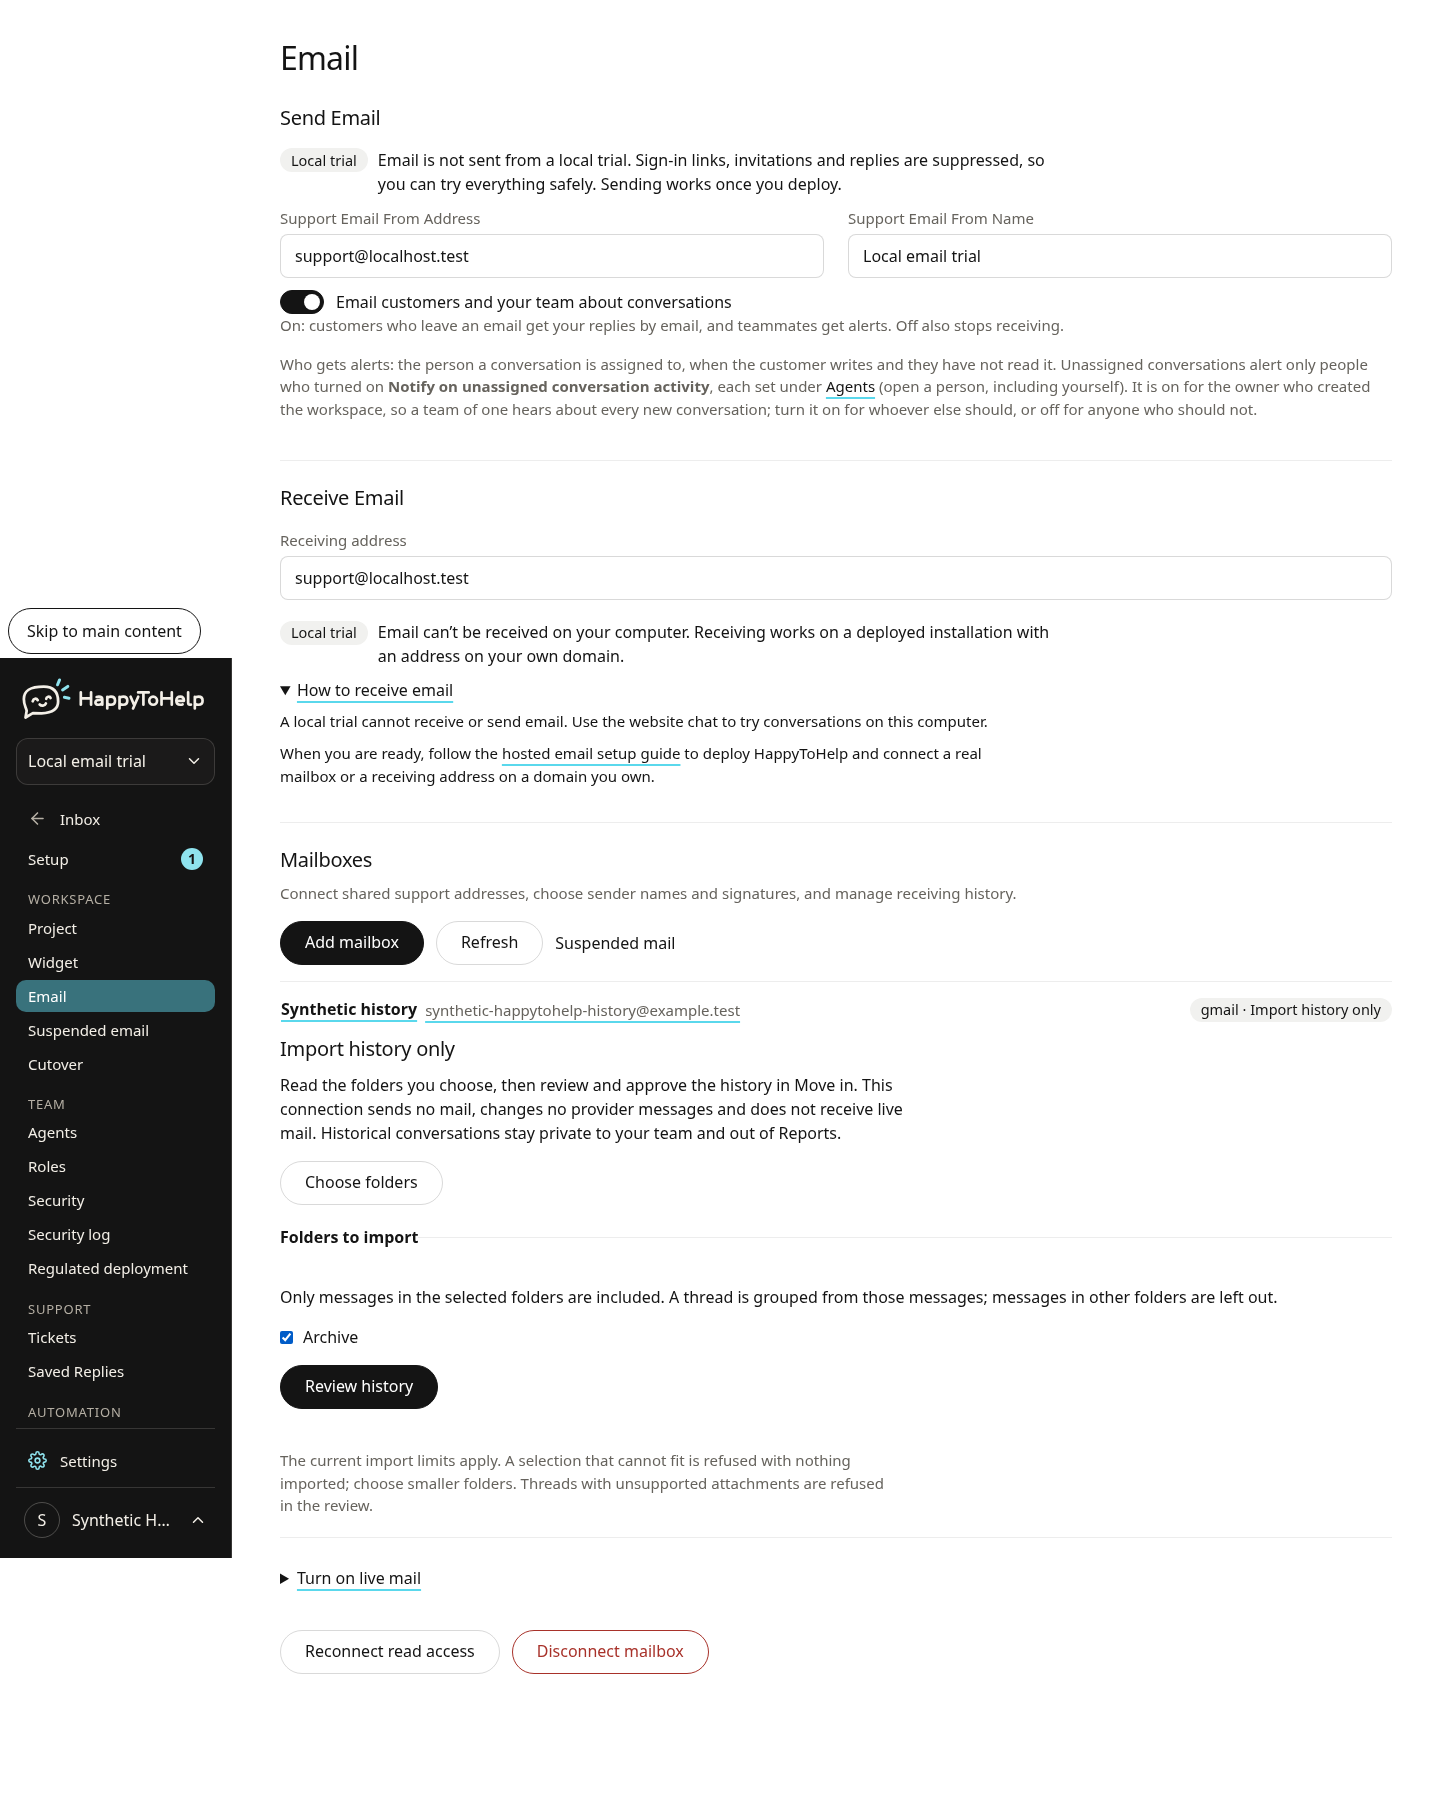 Skip to main content
HappyToHelp
Local email trial
Inbox
Setup
1
WORKSPACE
Project
Widget
Email
Suspended email
Cutover
TEAM
Agents
Roles
Security
Security log
Regulated deployment
SUPPORT
Tickets
Saved Replies
AUTOMATION
Settings
S
Synthetic H...
Email
Send Email
Local trial
Email is not sent from a local trial. Sign-in links, invitations and replies are suppressed, so
you can try everything safely. Sending works once you deploy.
Support Email From Address
support@localhost.test
Support Email From Name
Local email trial
Email customers and your team about conversations
On: customers who leave an email get your replies by email, and teammates get alerts. Off also stops receiving.
Who gets alerts: the person a conversation is assigned to, when the customer writes and they have not read it. Unassigned conversations alert only people
who turned on Notify on unassigned conversation activity, each set under Agents (open a person, including yourself). It is on for the owner who created
the workspace, so a team of one hears about every new conversation; turn it on for whoever else should, or off for anyone who should not.
Receive Email
Receiving address
support@localhost.test
Local trial
Email can’t be received on your computer. Receiving works on a deployed installation with
an address on your own domain.
How to receive email
A local trial cannot receive or send email. Use the website chat to try conversations on this computer.
When you are ready, follow the hosted email setup guide to deploy HappyToHelp and connect a real
mailbox or a receiving address on a domain you own.
Mailboxes
Connect shared support addresses, choose sender names and signatures, and manage receiving history.
Add mailbox
Refresh
Suspended mail
Synthetic history
synthetic-happytohelp-history@example.test
gmail · Import history only
Import history only
Read the folders you choose, then review and approve the history in Move in. This
connection sends no mail, changes no provider messages and does not receive live
mail. Historical conversations stay private to your team and out of Reports.
Choose folders
Folders to import
Only messages in the selected folders are included. A thread is grouped from those messages; messages in other folders are left out.
Archive
Review history
The current import limits apply. A selection that cannot fit is refused with nothing
imported; choose smaller folders. Threads with unsupported attachments are refused
in the review.
Turn on live mail
Reconnect read access
Disconnect mailbox